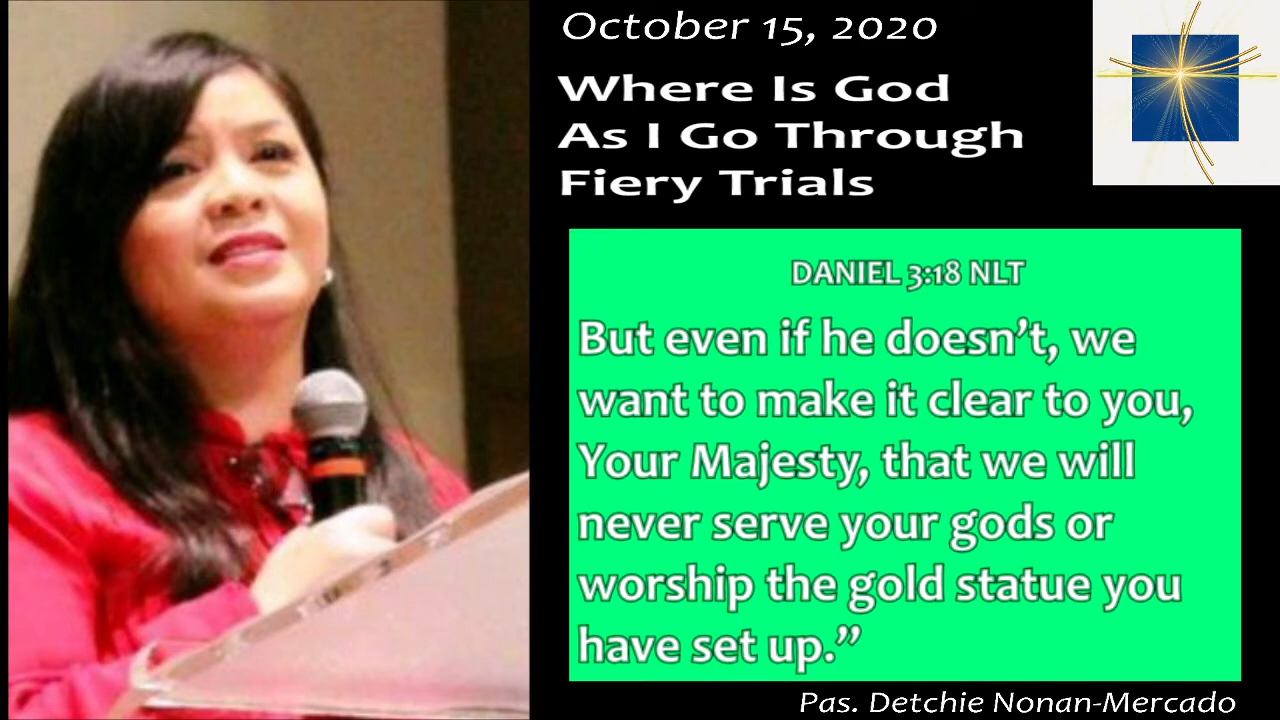 October 15, 2020
Where Is God
As I Go Through
Fiery Trials
DANIEL 3:18 NLT
But even if he doesn’t, we
want to make it clear to you,
Your Majesty, that we will
never serve your gods or
worship the gold statue you
have set up.”
Pas. Detchie Nonan-Mercado